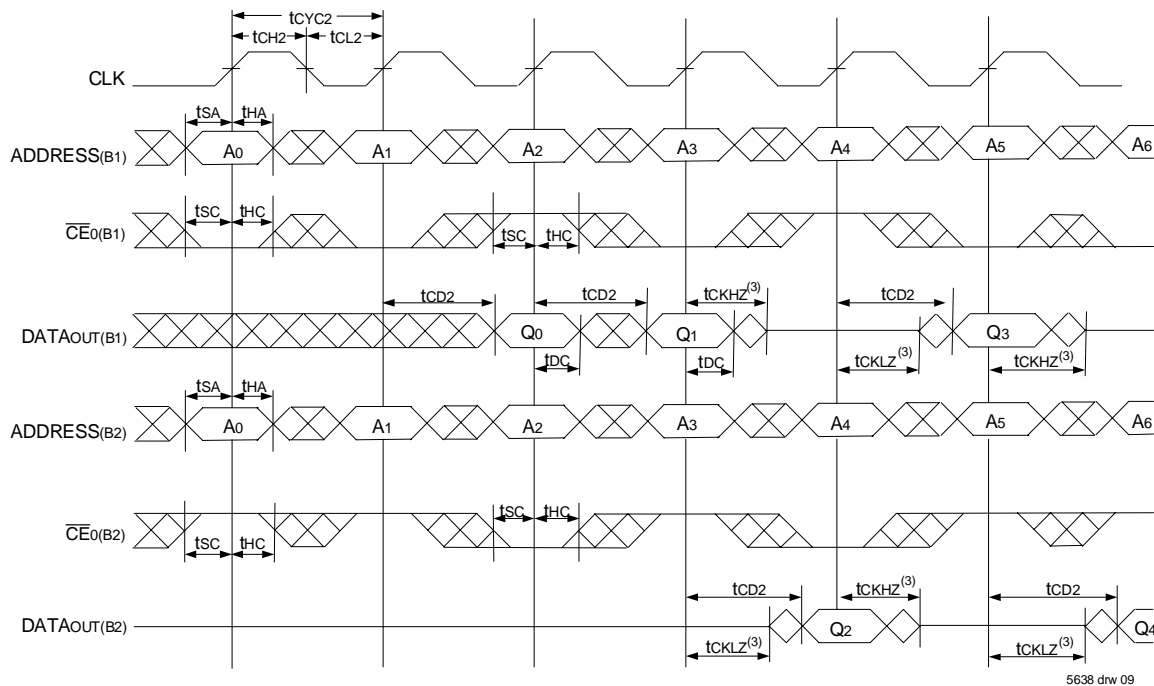 tCYC2
tCH2 tCL2
CLK
tSA tHA
ADDRESS(B1) A0 A1 A2 A3 A4 A5 A6
tSC tHC
CE0(B1)
tSC tHC
tCD2 tCD2 tCKHZ(3) tCD2
DATAOUT(B1) Q0 Q1 Q3
tDC tDC tCKLZ(3) tCKHZ(3)
tSA tHA
ADDRESS(B2) A0 A1 A2 A3 A4 A5 A6
tSC tHC
CE0(B2)
tSC tHC
tCD2 tCKHZ(3) tCD2
DATAOUT(B2) Q2 Q4
tCKLZ(3) tCKLZ(3)
5638 drw 09